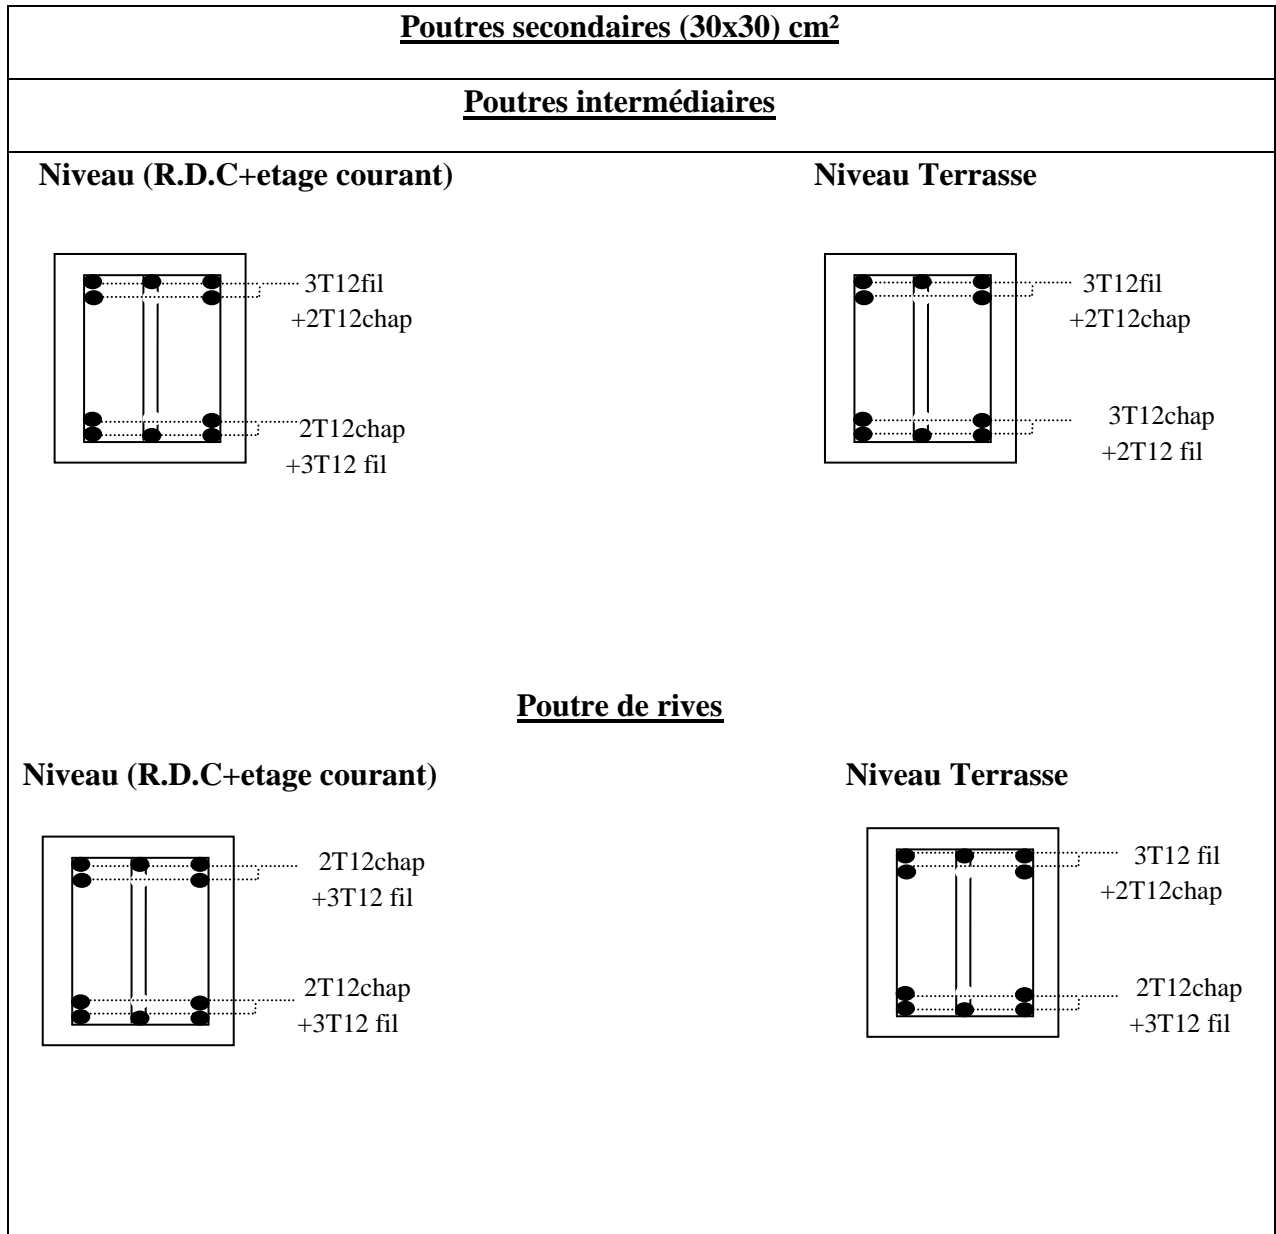 Poutres secondaires (30x30) cm²
Poutres intermédiaires
Niveau (R.D.C+etage courant)
Niveau Terrasse
3T12fil
+2T12chap
2T12chap
+3T12 fil
3T12fil
+2T12chap
3T12chap
+2T12 fil
Poutre de rives
Niveau (R.D.C+etage courant)
Niveau Terrasse
2T12chap
+3T12 fil
2T12chap
+3T12 fil
3T12 fil
+2T12chap
2T12chap
+3T12 fil